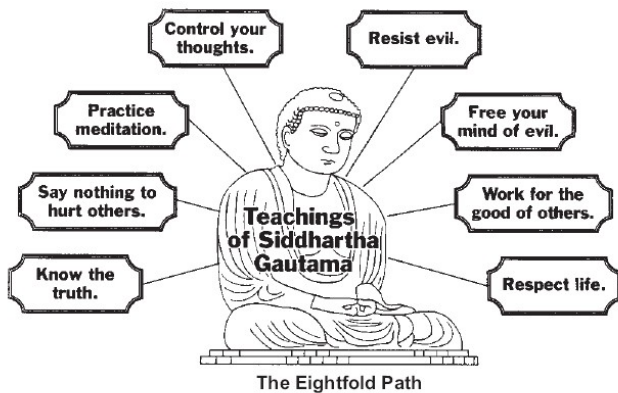 Control your
thoughts.
Resist evil.
Practice
meditation.
Free your
mind of evil.
Say nothing to
hurt others.
Work for the
good of others.
Teachings
of Siddhartha
Gautama
Know the
truth.
Respect life.
The Eightfold Path